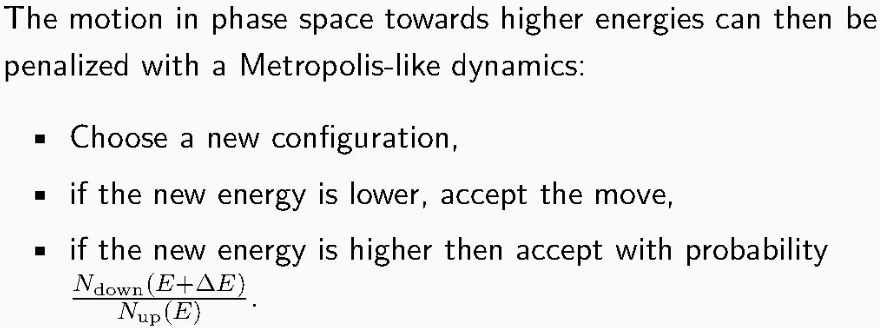 The motion in phase space towards higher energies can then be
penalized with a Metropolis-like dynamics:
▪ Choose a new configuration,
▪ if the new energy is lower, accept the move,
▪ if the new energy is higher then accept with probability
$\frac{N_{\text{down}}(E+\Delta E)}{N_{\text{up}}(E)}$.